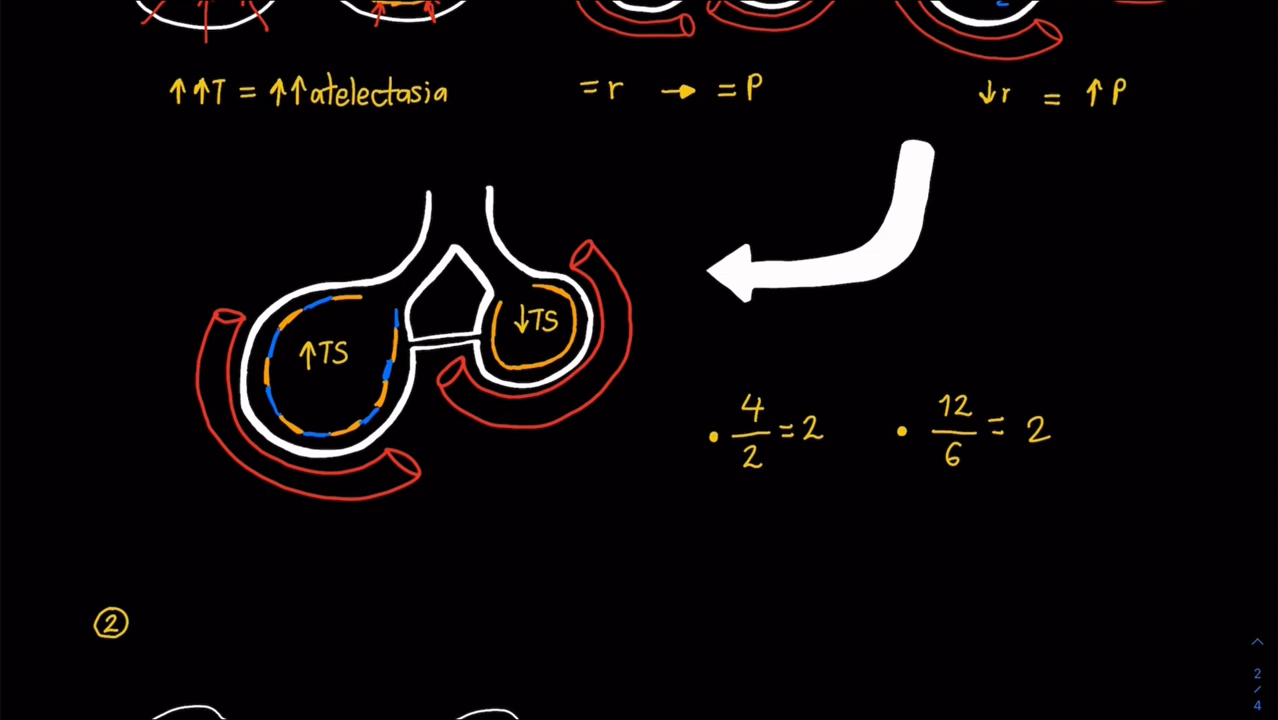 ↑↑T = ↑↑atelectasia
= r → = P
↓r = ↑P
↑TS
↓TS
• 4/2 = 2
• 12/6 = 2
②
2/4